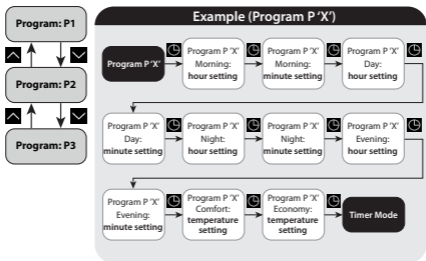 Program: P1
Program: P2
Program: P3
Example (Program P 'X')
Program P 'X'
Program P 'X'
Morning:
hour setting
Program P 'X'
Morning:
minute setting
Program P 'X'
Day:
hour setting
Program P 'X'
Day:
minute setting
Program P 'X'
Night:
hour setting
Program P 'X'
Night:
minute setting
Program P 'X'
Evening:
hour setting
Program P 'X'
Evening:
minute setting
Program P 'X'
Comfort:
temperature
setting
Program P 'X'
Economy:
temperature
setting
Timer Mode